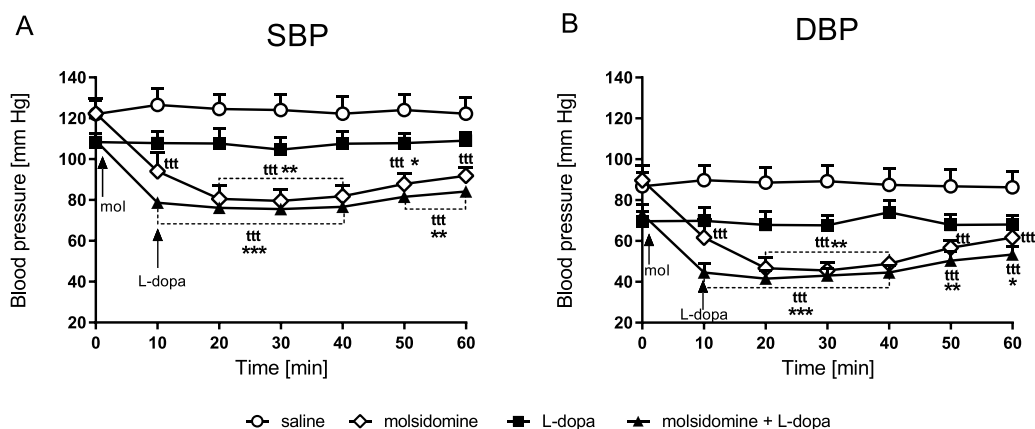 A
SBP
Blood pressure [mm Hg]
140
120
100
80
60
40
20
ttt
ttt **
ttt *
ttt
mol
ttt
***
ttt
**
L-dopa
0 10 20 30 40 50 60
Time [min]
B
DBP
Blood pressure [mm Hg]
140
120
100
80
60
40
20
ttt
ttt **
ttt
ttt
mol
L-dopa
ttt
***
ttt
**
ttt
*
0 10 20 30 40 50 60
Time [min]
saline molsidomine L-dopa molsidomine + L-dopa